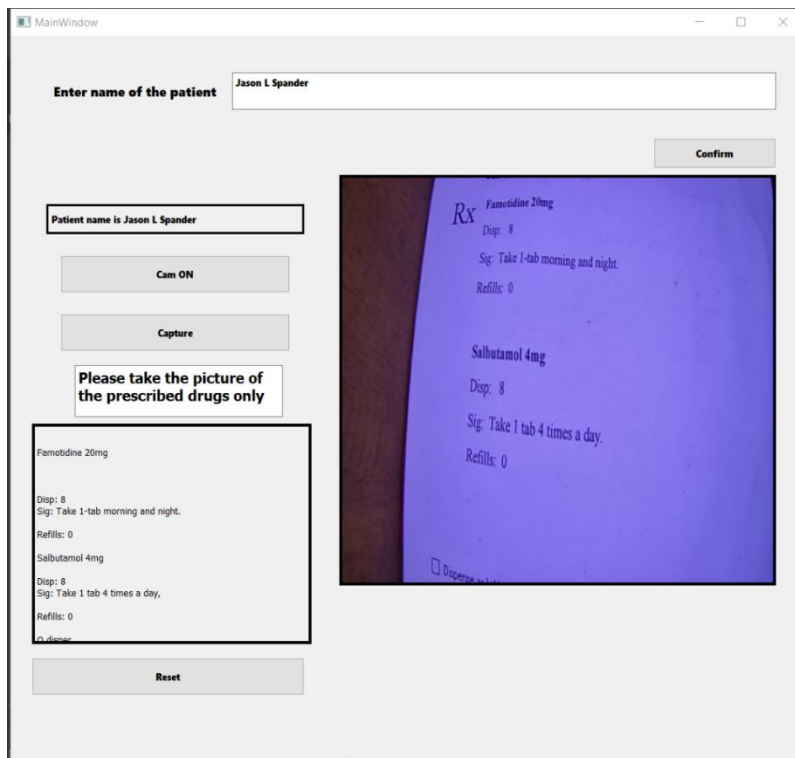 MainWindow
Enter name of the patient
Jason L Spander
Confirm
Patient name is Jason L Spander
Cam ON
Capture
Please take the picture of
the prescribed drugs only
Famotidine 20mg
Disp: 8
Sig: Take 1-tab morning and night.
Refills: 0
Salbutamol 4mg
Disp: 8
Sig: Take 1 tab 4 times a day,
Refills: 0
O disper
Reset
Rx Famotidine 20mg
Disp: 8
Sig: Take 1-tab morning and night.
Refills: 0
Salbutamol 4mg
Disp: 8
Sig: Take 1 tab 4 times a day.
Refills: 0
Dispense